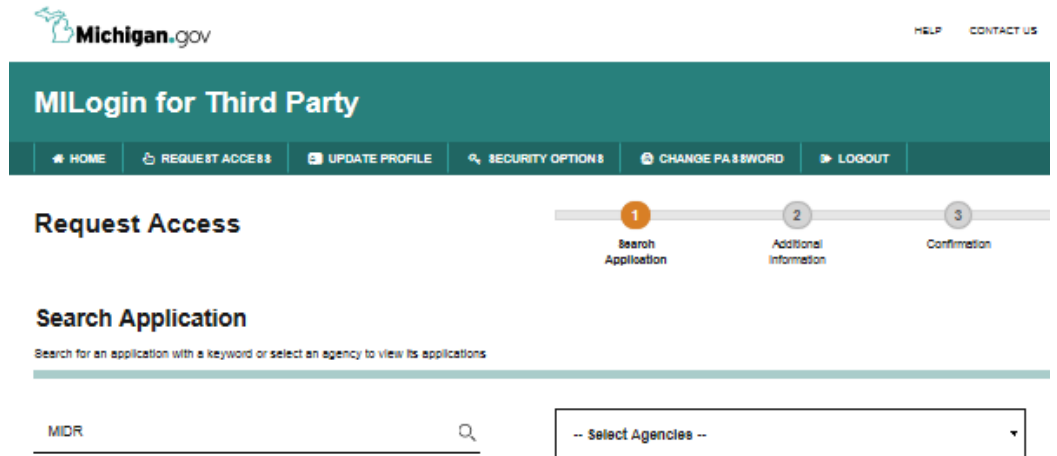 Michigan.gov
HELP CONTACT US
MILogin for Third Party
HOME REQUEST ACCESS UPDATE PROFILE SECURITY OPTIONS CHANGE PASSWORD LOGOUT
Request Access
1 2 3
Search Application
Additional Information
Confirmation
Search Application
Search for an application with a keyword or select an agency to view its applications
MIDR
-- Select Agencies --